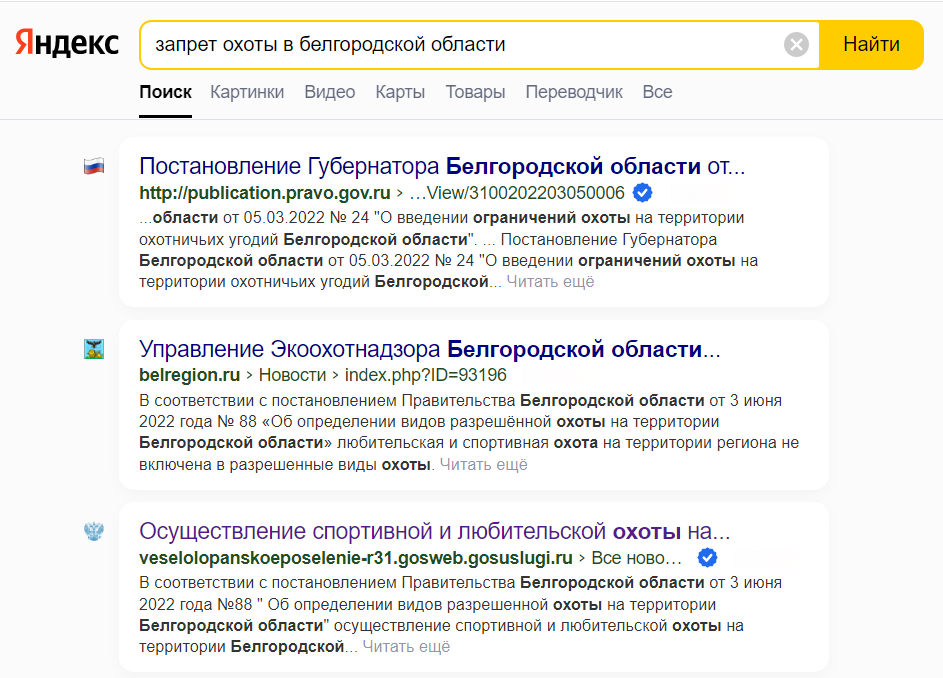 Яндекс
запрет охоты в белгородской области
Найти
Поиск Картинки Видео Карты Товары Переводчик Все
Постановление Губернатора Белгородской области от...
http://publication.pravo.gov.ru › …View/3100202203050006
...области от 05.03.2022 № 24 "О введении ограничений охоты на территории
охотничьих угодий Белгородской области". ... Постановление Губернатора
Белгородской области от 05.03.2022 № 24 "О введении ограничений охоты на
территории охотничьих угодий Белгородской... Читать ещё
Управление Экоохотнадзора Белгородской области...
belregion.ru › Новости › index.php?ID=93196
В соответствии с постановлением Правительства Белгородской области от 3 июня
2022 года № 88 «Об определении видов разрешённой охоты на территории
Белгородской области» любительская и спортивная охота на территории региона не
включена в разрешенные виды охоты. Читать ещё
Осуществление спортивной и любительской охоты на...
veselolopanskoeposelenie-r31.gosweb.gosuslugi.ru › Все ново…
В соответствии с постановлением Правительства Белгородской области от 3 июня
2022 года №88 " Об определении видов разрешенной охоты на территории
Белгородской области" осуществление спортивной и любительской охоты на
территории Белгородской... Читать ещё